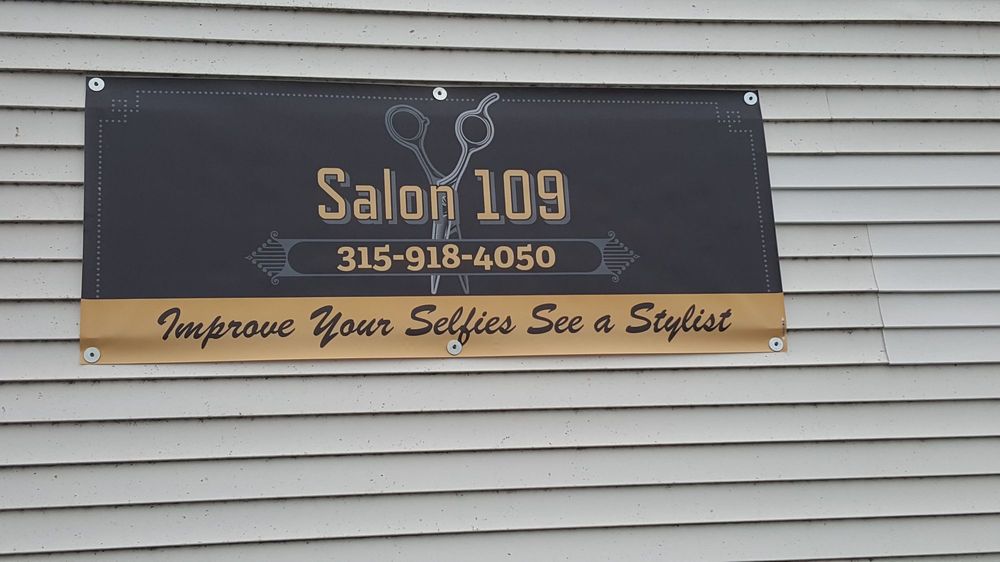 Salon 109
315-918-4050
Improve Your Selfies See a Stylist